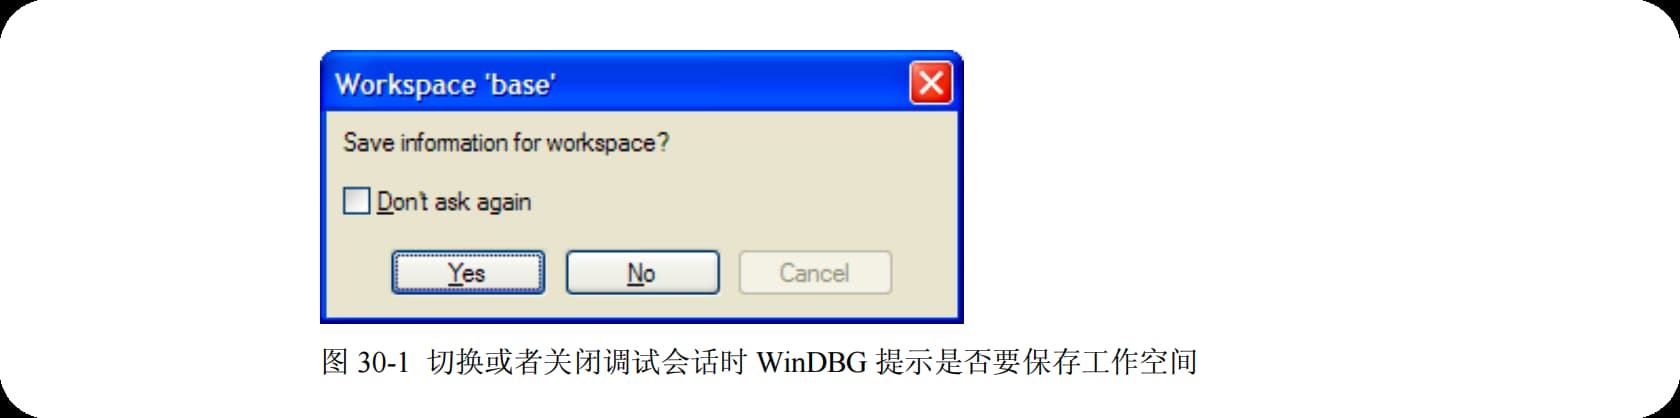 Workspace 'base'
Save information for workspace?
Don't ask again
Yes No Cancel
图 30-1 切换或者关闭调试会话时 WinDBG 提示是否要保存工作空间